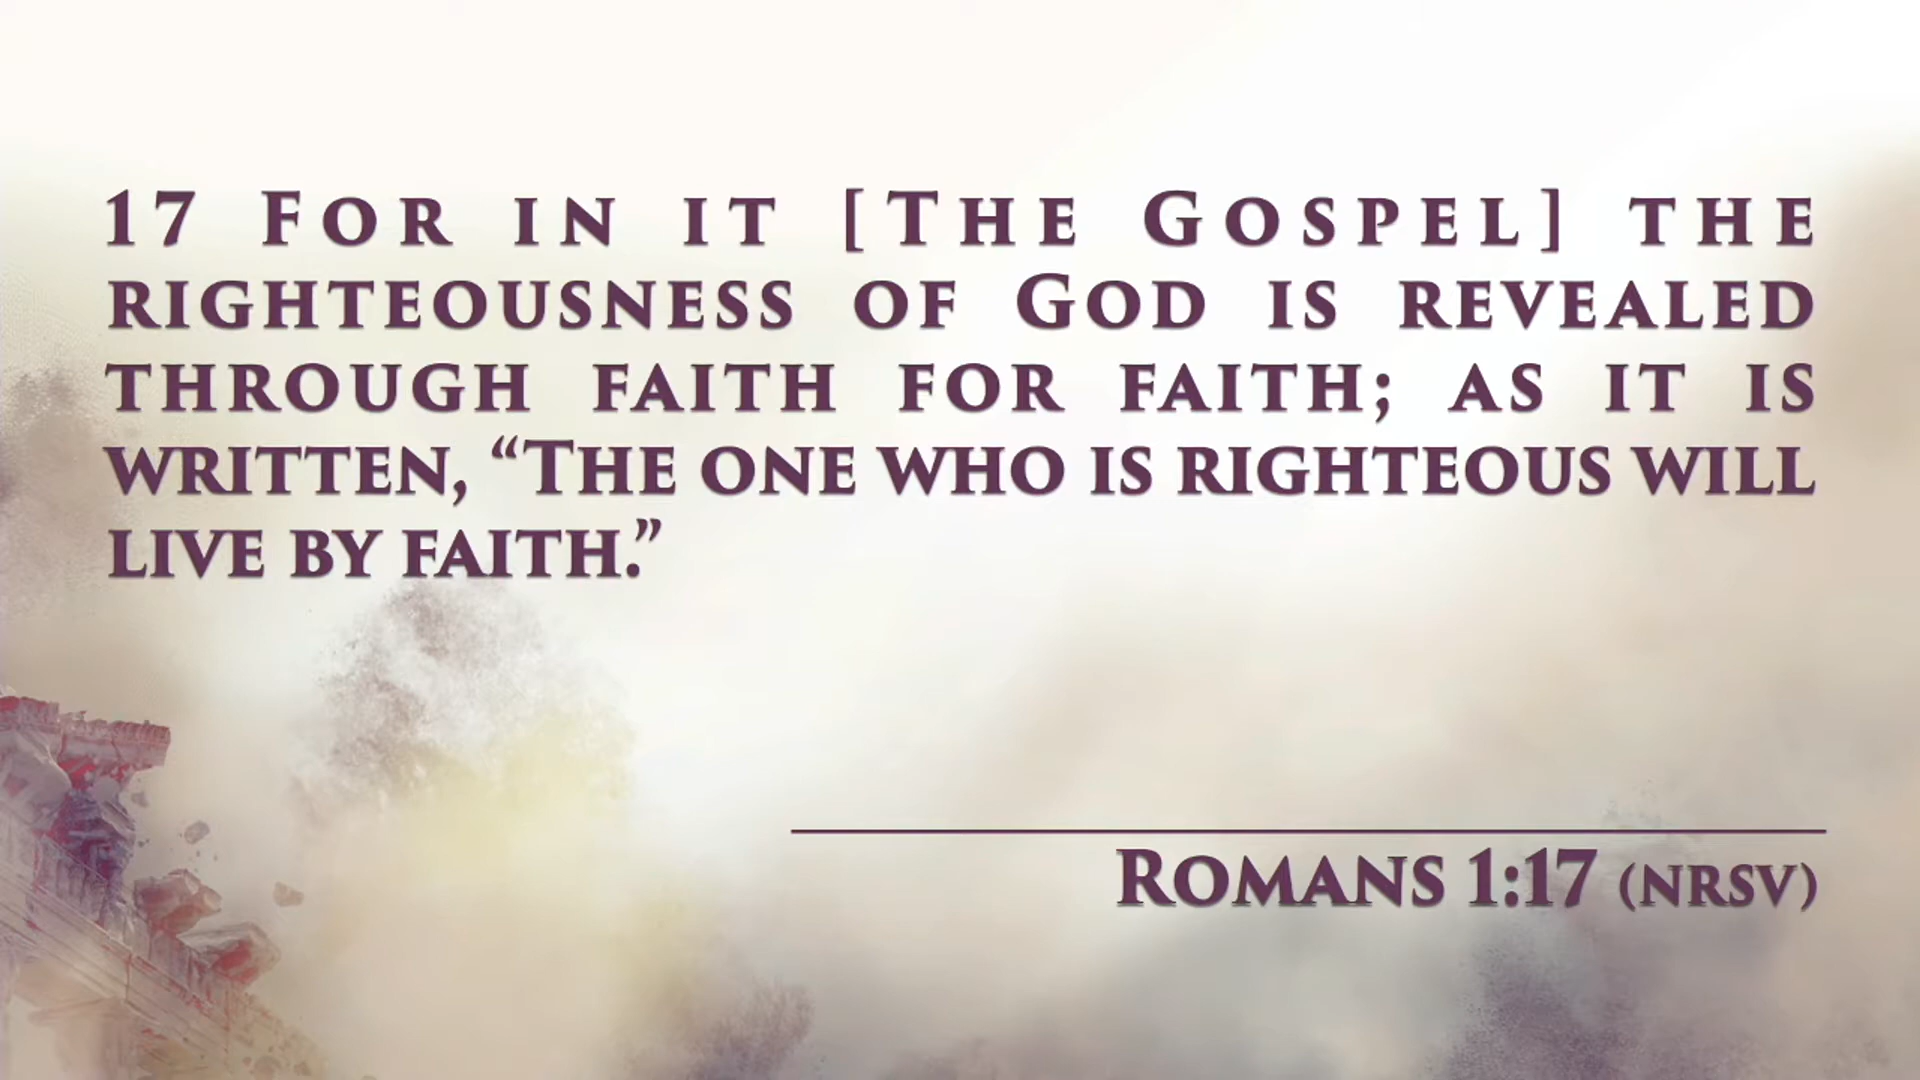 17 For in it [The Gospel] the
righteousness of God is revealed
through faith for faith; as it is
written, “The one who is righteous will
live by faith.”
Romans 1:17 (NRSV)